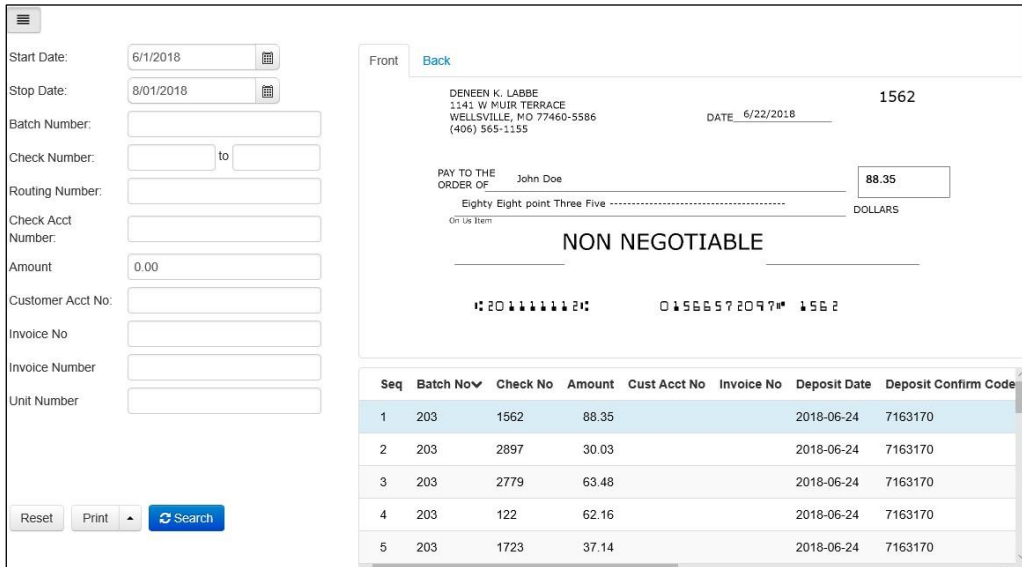 Start Date: 6/1/2018
Stop Date: 8/01/2018
Batch Number:
Check Number: to
Routing Number:
Check Acct
Number:
Amount 0.00
Customer Acct No:
Invoice No
Invoice Number
Unit Number
Reset Print Search
Front Back
DENEEN K. LABBE
1141 W MUIR TERRACE
WELLSVILLE, MO 77460-5586
(406) 565-1155
1562
DATE 6/22/2018
PAY TO THE
ORDER OF John Doe 88.35
Eighty Eight point Three Five ---------------------------------------- DOLLARS
On Us Item
NON NEGOTIABLE
⑆201111112⑆ 01566572097⑈ 1562
Seq Batch No Check No Amount Cust Acct No Invoice No Deposit Date Deposit Confirm Code
1 203 1562 88.35 2018-06-24 7163170
2 203 2897 30.03 2018-06-24 7163170
3 203 2779 63.48 2018-06-24 7163170
4 203 122 62.16 2018-06-24 7163170
5 203 1723 37.14 2018-06-24 7163170